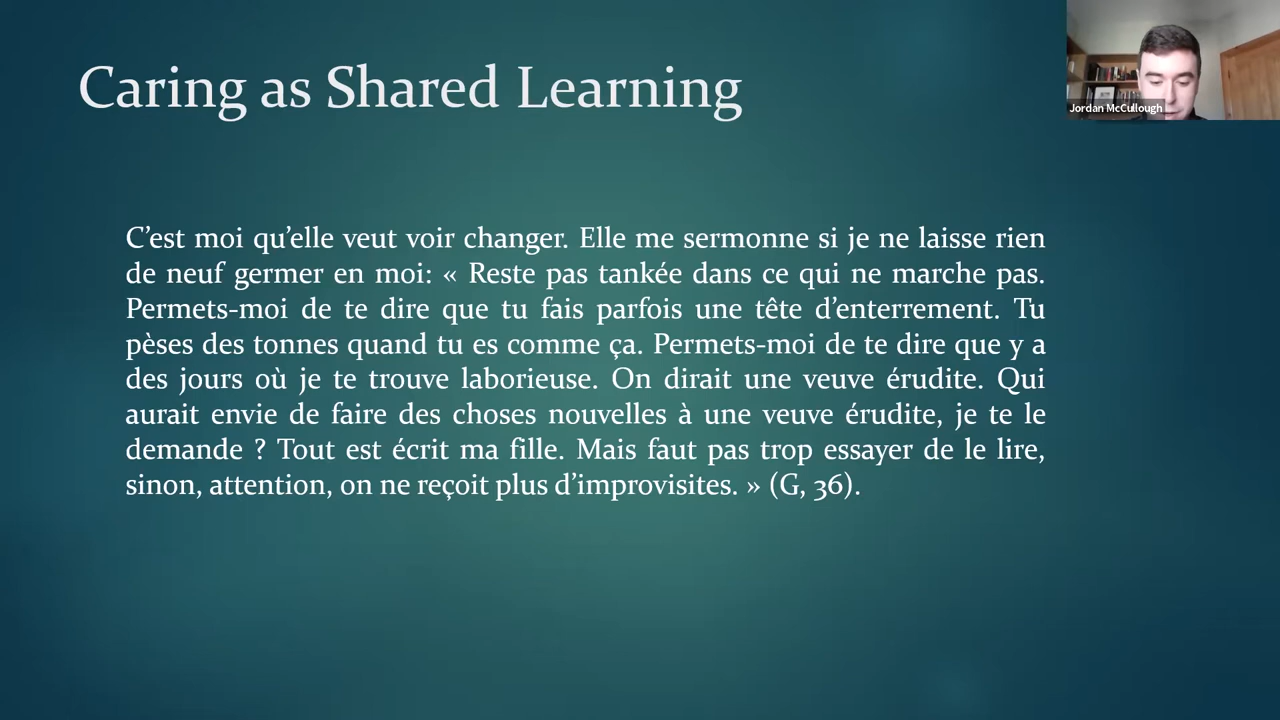 Caring as Shared Learning
Jordan McCullough
C’est moi qu’elle veut voir changer. Elle me sermonne si je ne laisse rien
de neuf germer en moi: « Reste pas tankée dans ce qui ne marche pas.
Permets-moi de te dire que tu fais parfois une tête d’enterrement. Tu
pèses des tonnes quand tu es comme ça. Permets-moi de te dire que y a
des jours où je te trouve laborieuse. On dirait une veuve érudite. Qui
aurait envie de faire des choses nouvelles à une veuve érudite, je te le
demande ? Tout est écrit ma fille. Mais faut pas trop essayer de le lire,
sinon, attention, on ne reçoit plus d’improvisites. » (G, 36).